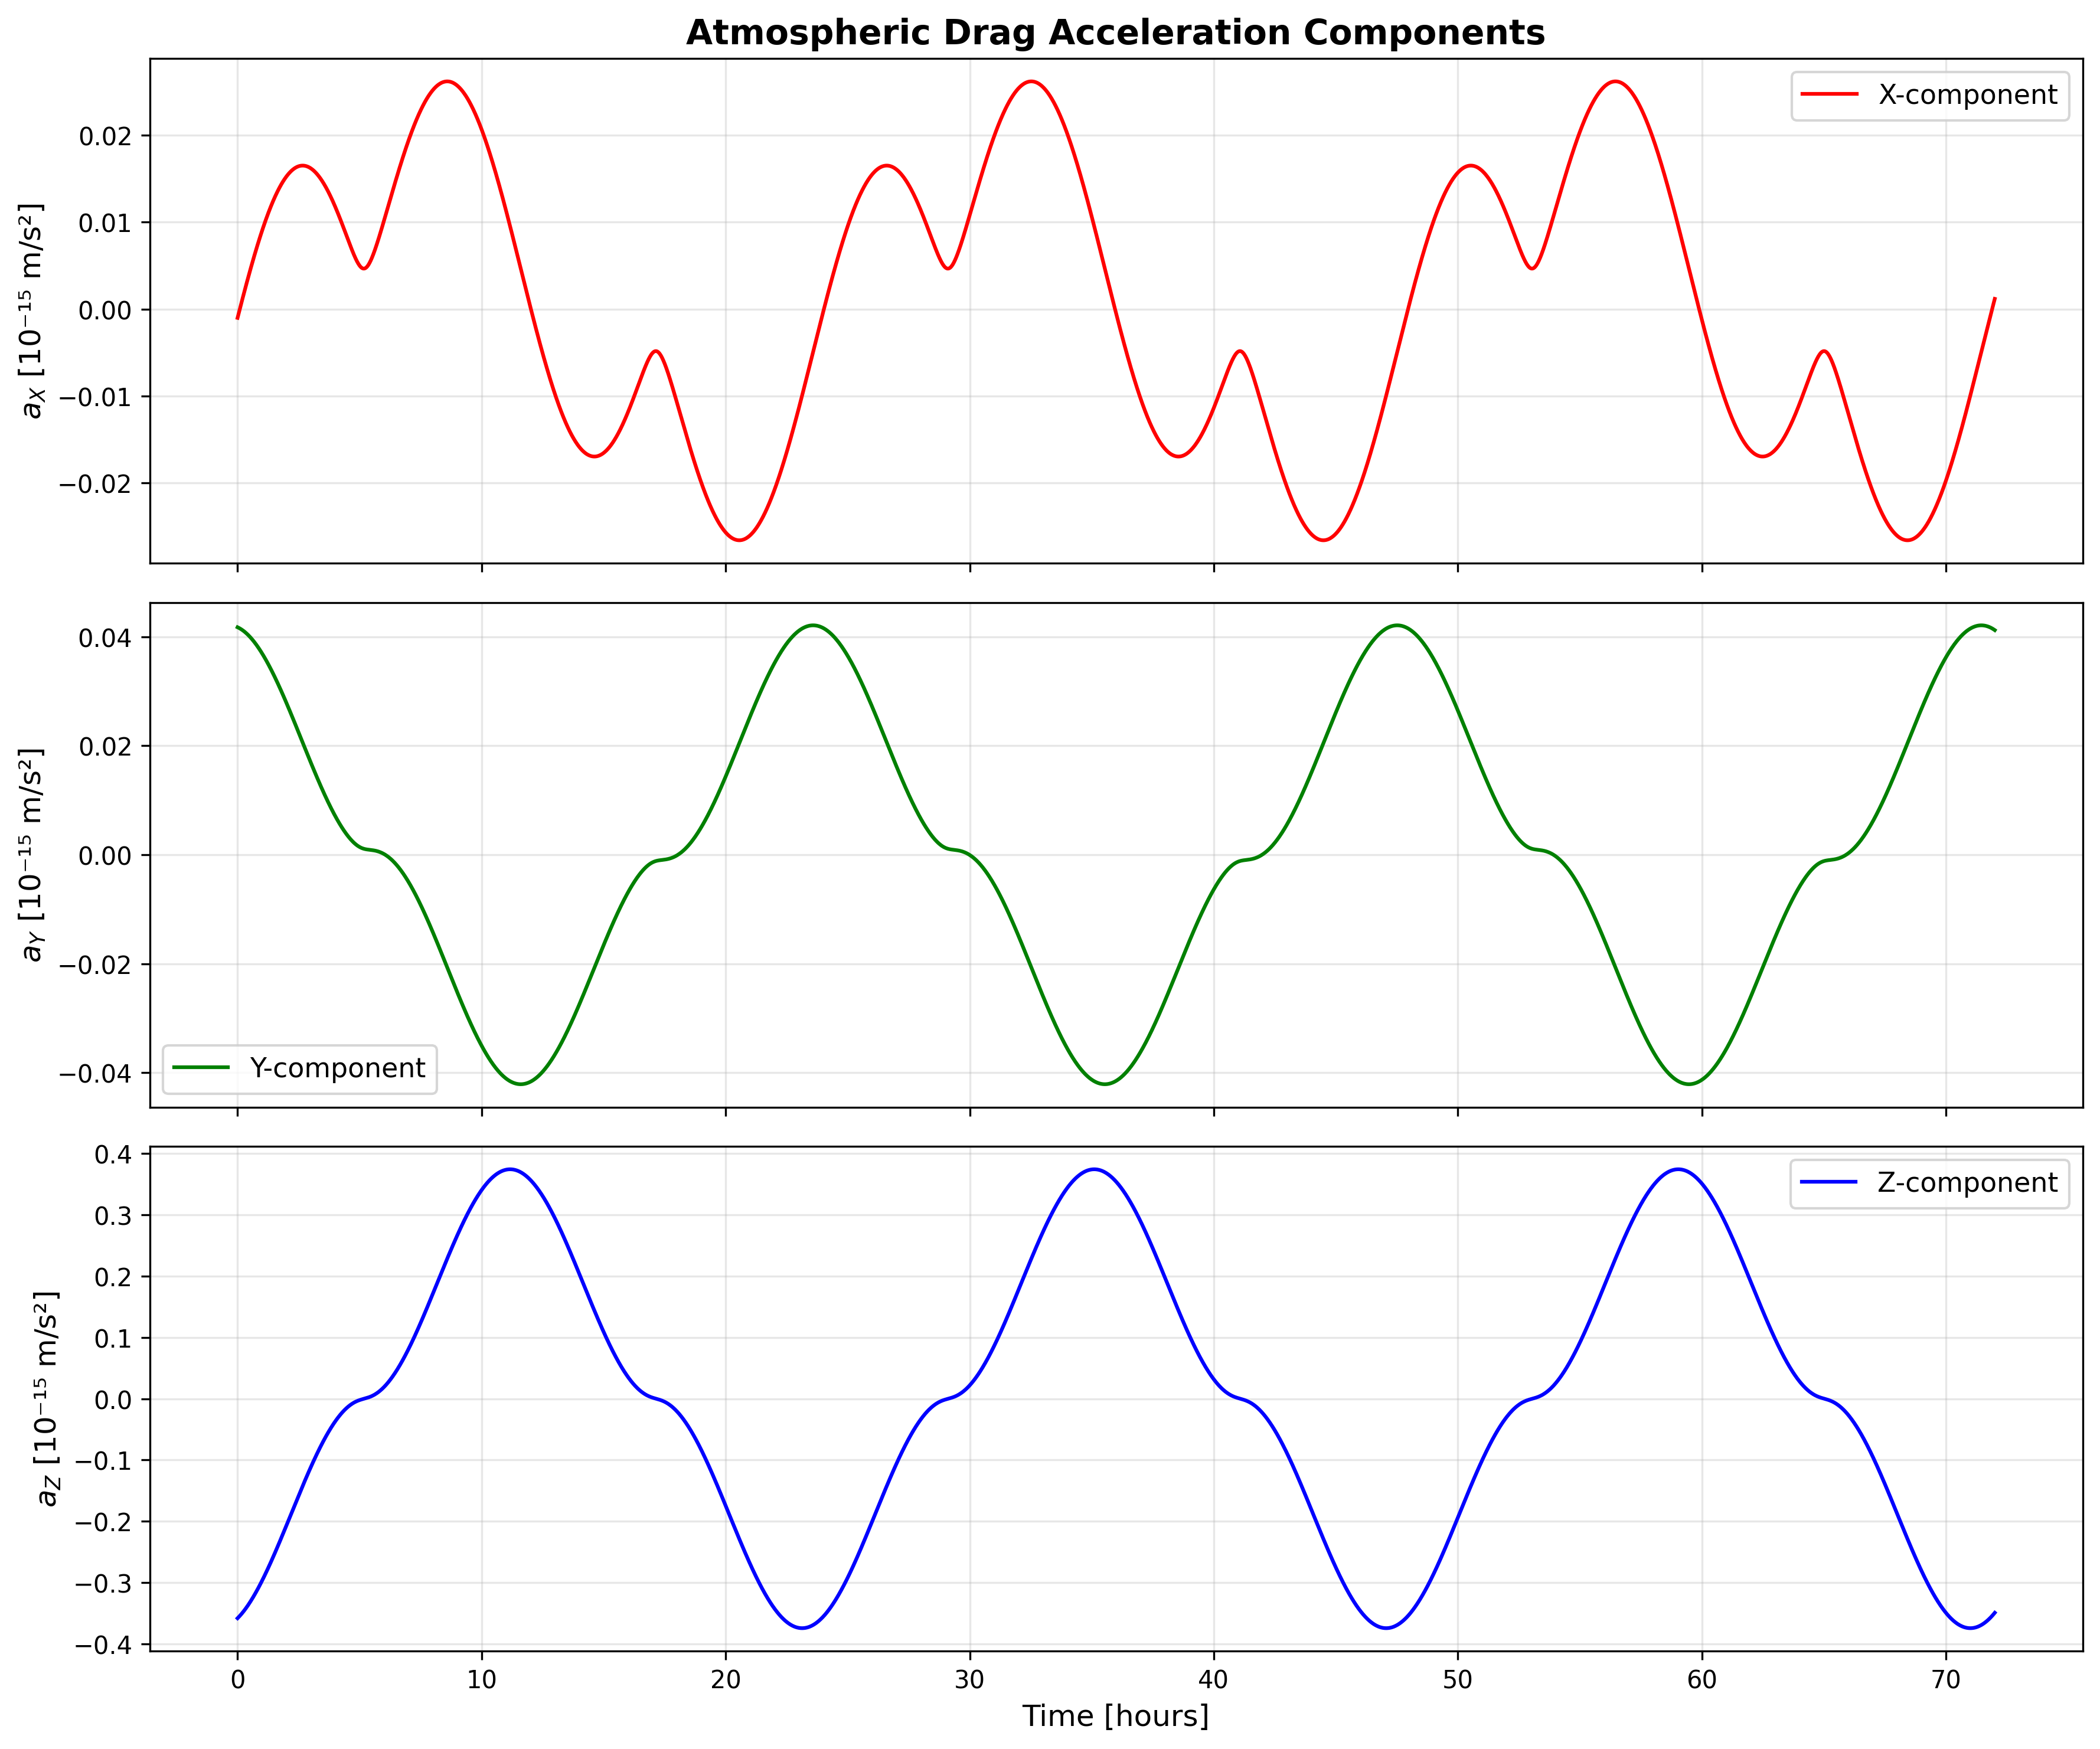 Atmospheric Drag Acceleration Components
X-component
0.02
0.01
0.00
−0.01
−0.02
a_X [10⁻¹⁵ m/s²]
0.04
0.02
0.00
−0.02
−0.04
a_Y [10⁻¹⁵ m/s²]
Y-component
0.4
0.3
0.2
0.1
0.0
−0.1
−0.2
−0.3
−0.4
a_Z [10⁻¹⁵ m/s²]
Z-component
0 10 20 30 40 50 60 70
Time [hours]